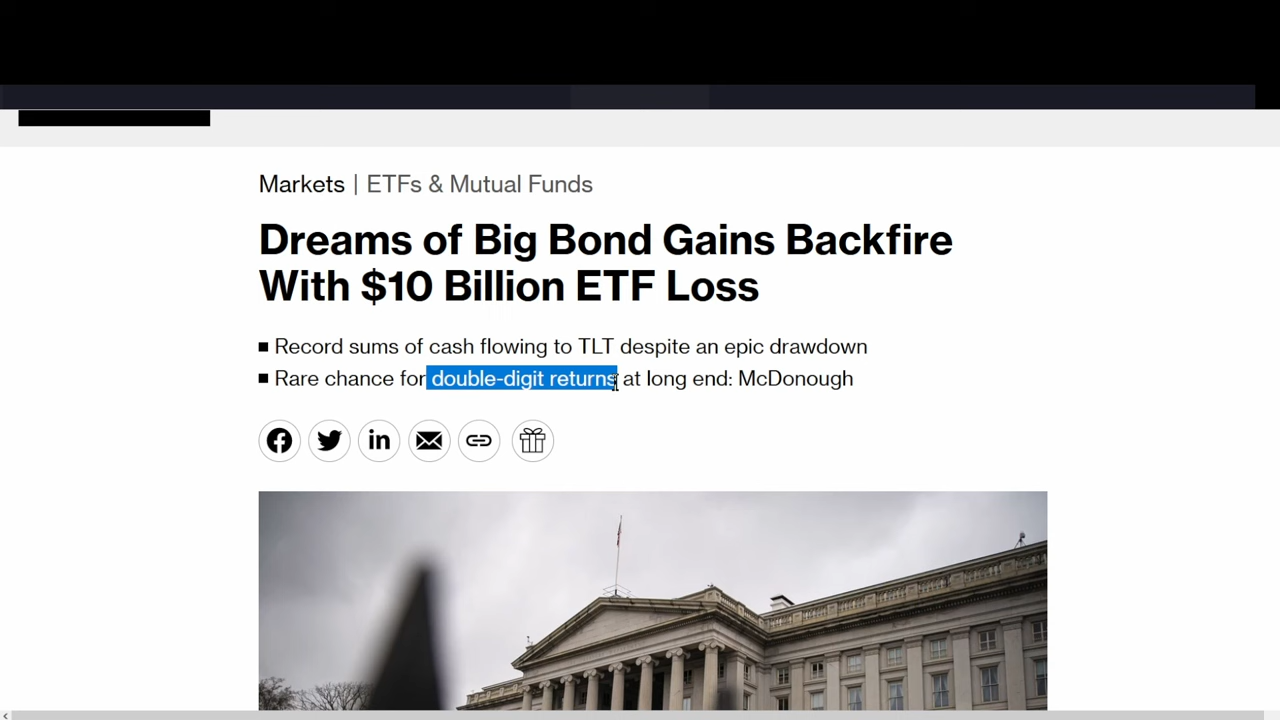 Markets | ETFs & Mutual Funds
Dreams of Big Bond Gains Backfire
With $10 Billion ETF Loss
■ Record sums of cash flowing to TLT despite an epic drawdown
■ Rare chance for double-digit returns at long end: McDonough